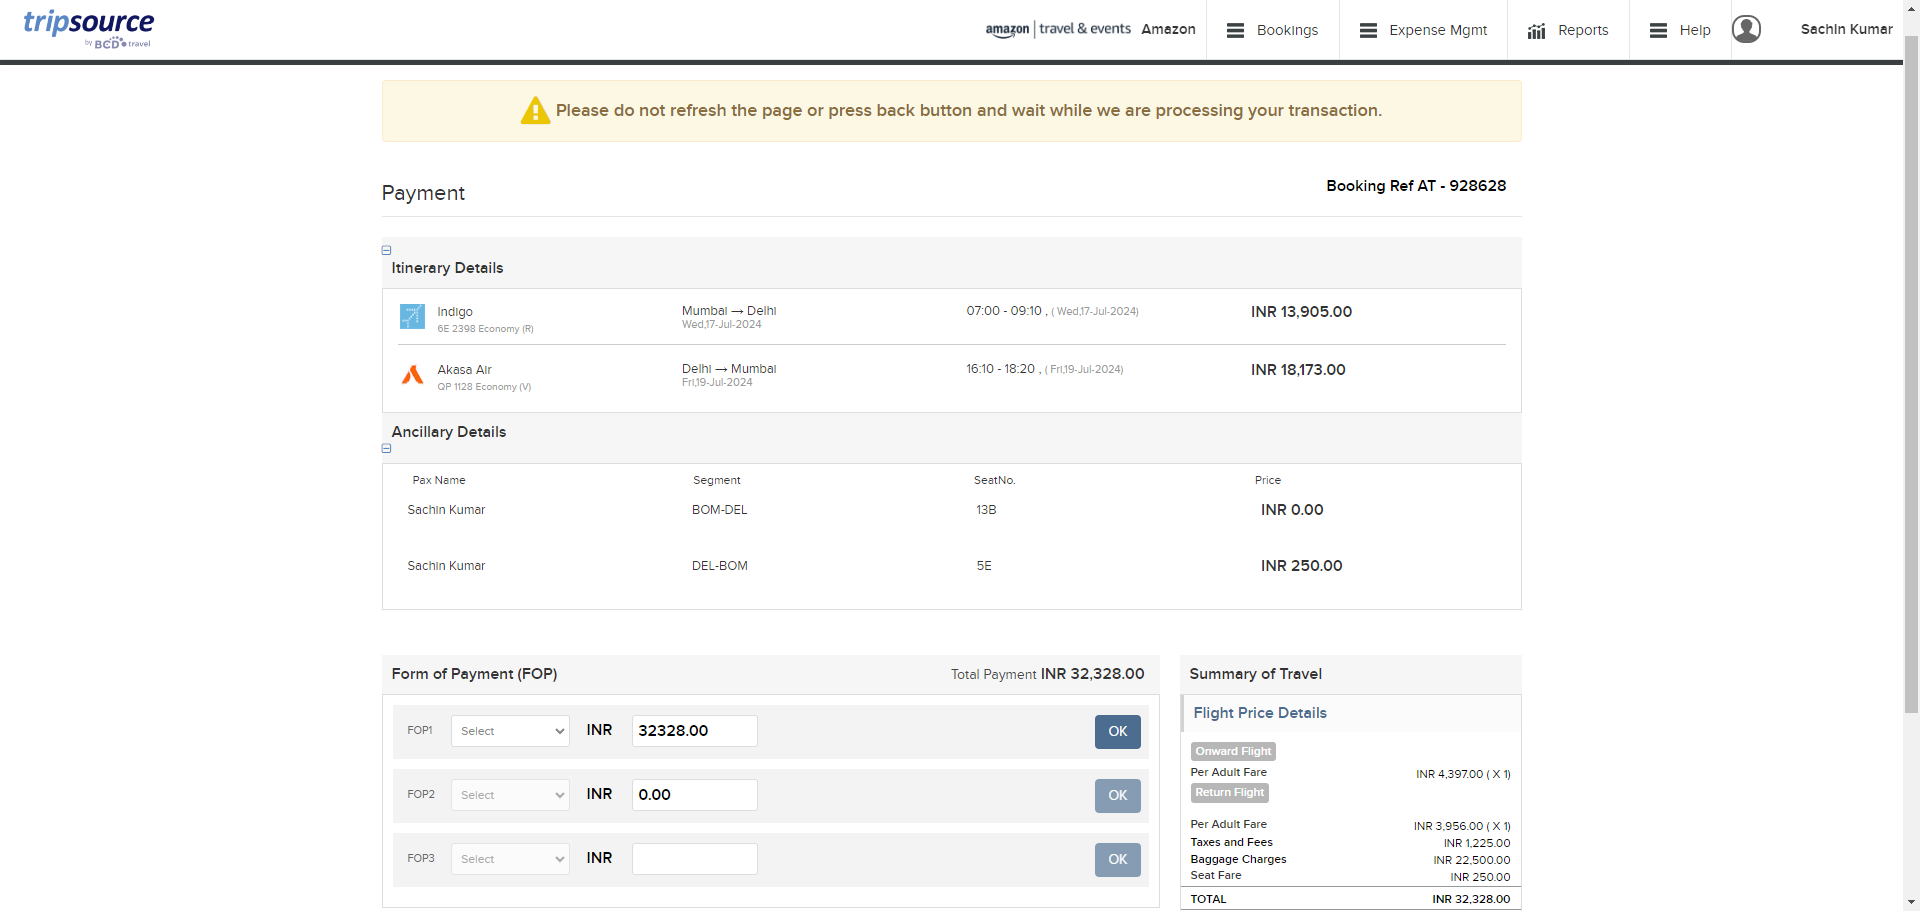 tripsource
by BCD travel
amazon | travel & events Amazon
Bookings
Expense Mgmt
Reports
Help
Sachin Kumar
Please do not refresh the page or press back button and wait while we are processing your transaction.
Payment
Booking Ref AT - 928628
Itinerary Details
Indigo Mumbai → Delhi 07:00 - 09:10 , ( Wed,17-Jul-2024) INR 13,905.00
6E 2398 Economy (R) Wed,17-Jul-2024
Akasa Air Delhi → Mumbai 16:10 - 18:20 , ( Fri,19-Jul-2024) INR 18,173.00
QP 1128 Economy (V) Fri,19-Jul-2024
Ancillary Details
Pax Name Segment SeatNo. Price
Sachin Kumar BOM-DEL 13B INR 0.00
Sachin Kumar DEL-BOM 5E INR 250.00
Form of Payment (FOP) Total Payment INR 32,328.00
FOP1 Select INR 32328.00 OK
FOP2 Select INR 0.00 OK
FOP3 Select INR OK
Summary of Travel
Flight Price Details
Onward Flight
Per Adult Fare INR 4,397.00 ( X 1)
Return Flight
Per Adult Fare INR 3,956.00 ( X 1)
Taxes and Fees INR 1,225.00
Baggage Charges INR 22,500.00
Seat Fare INR 250.00
TOTAL INR 32,328.00